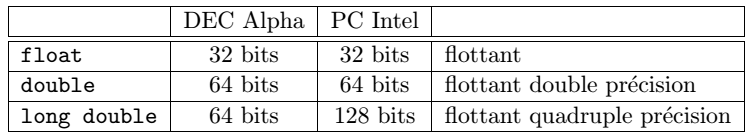 DEC Alpha PC Intel
float 32 bits 32 bits flottant
double 64 bits 64 bits flottant double précision
long double 64 bits 128 bits flottant quadruple précision